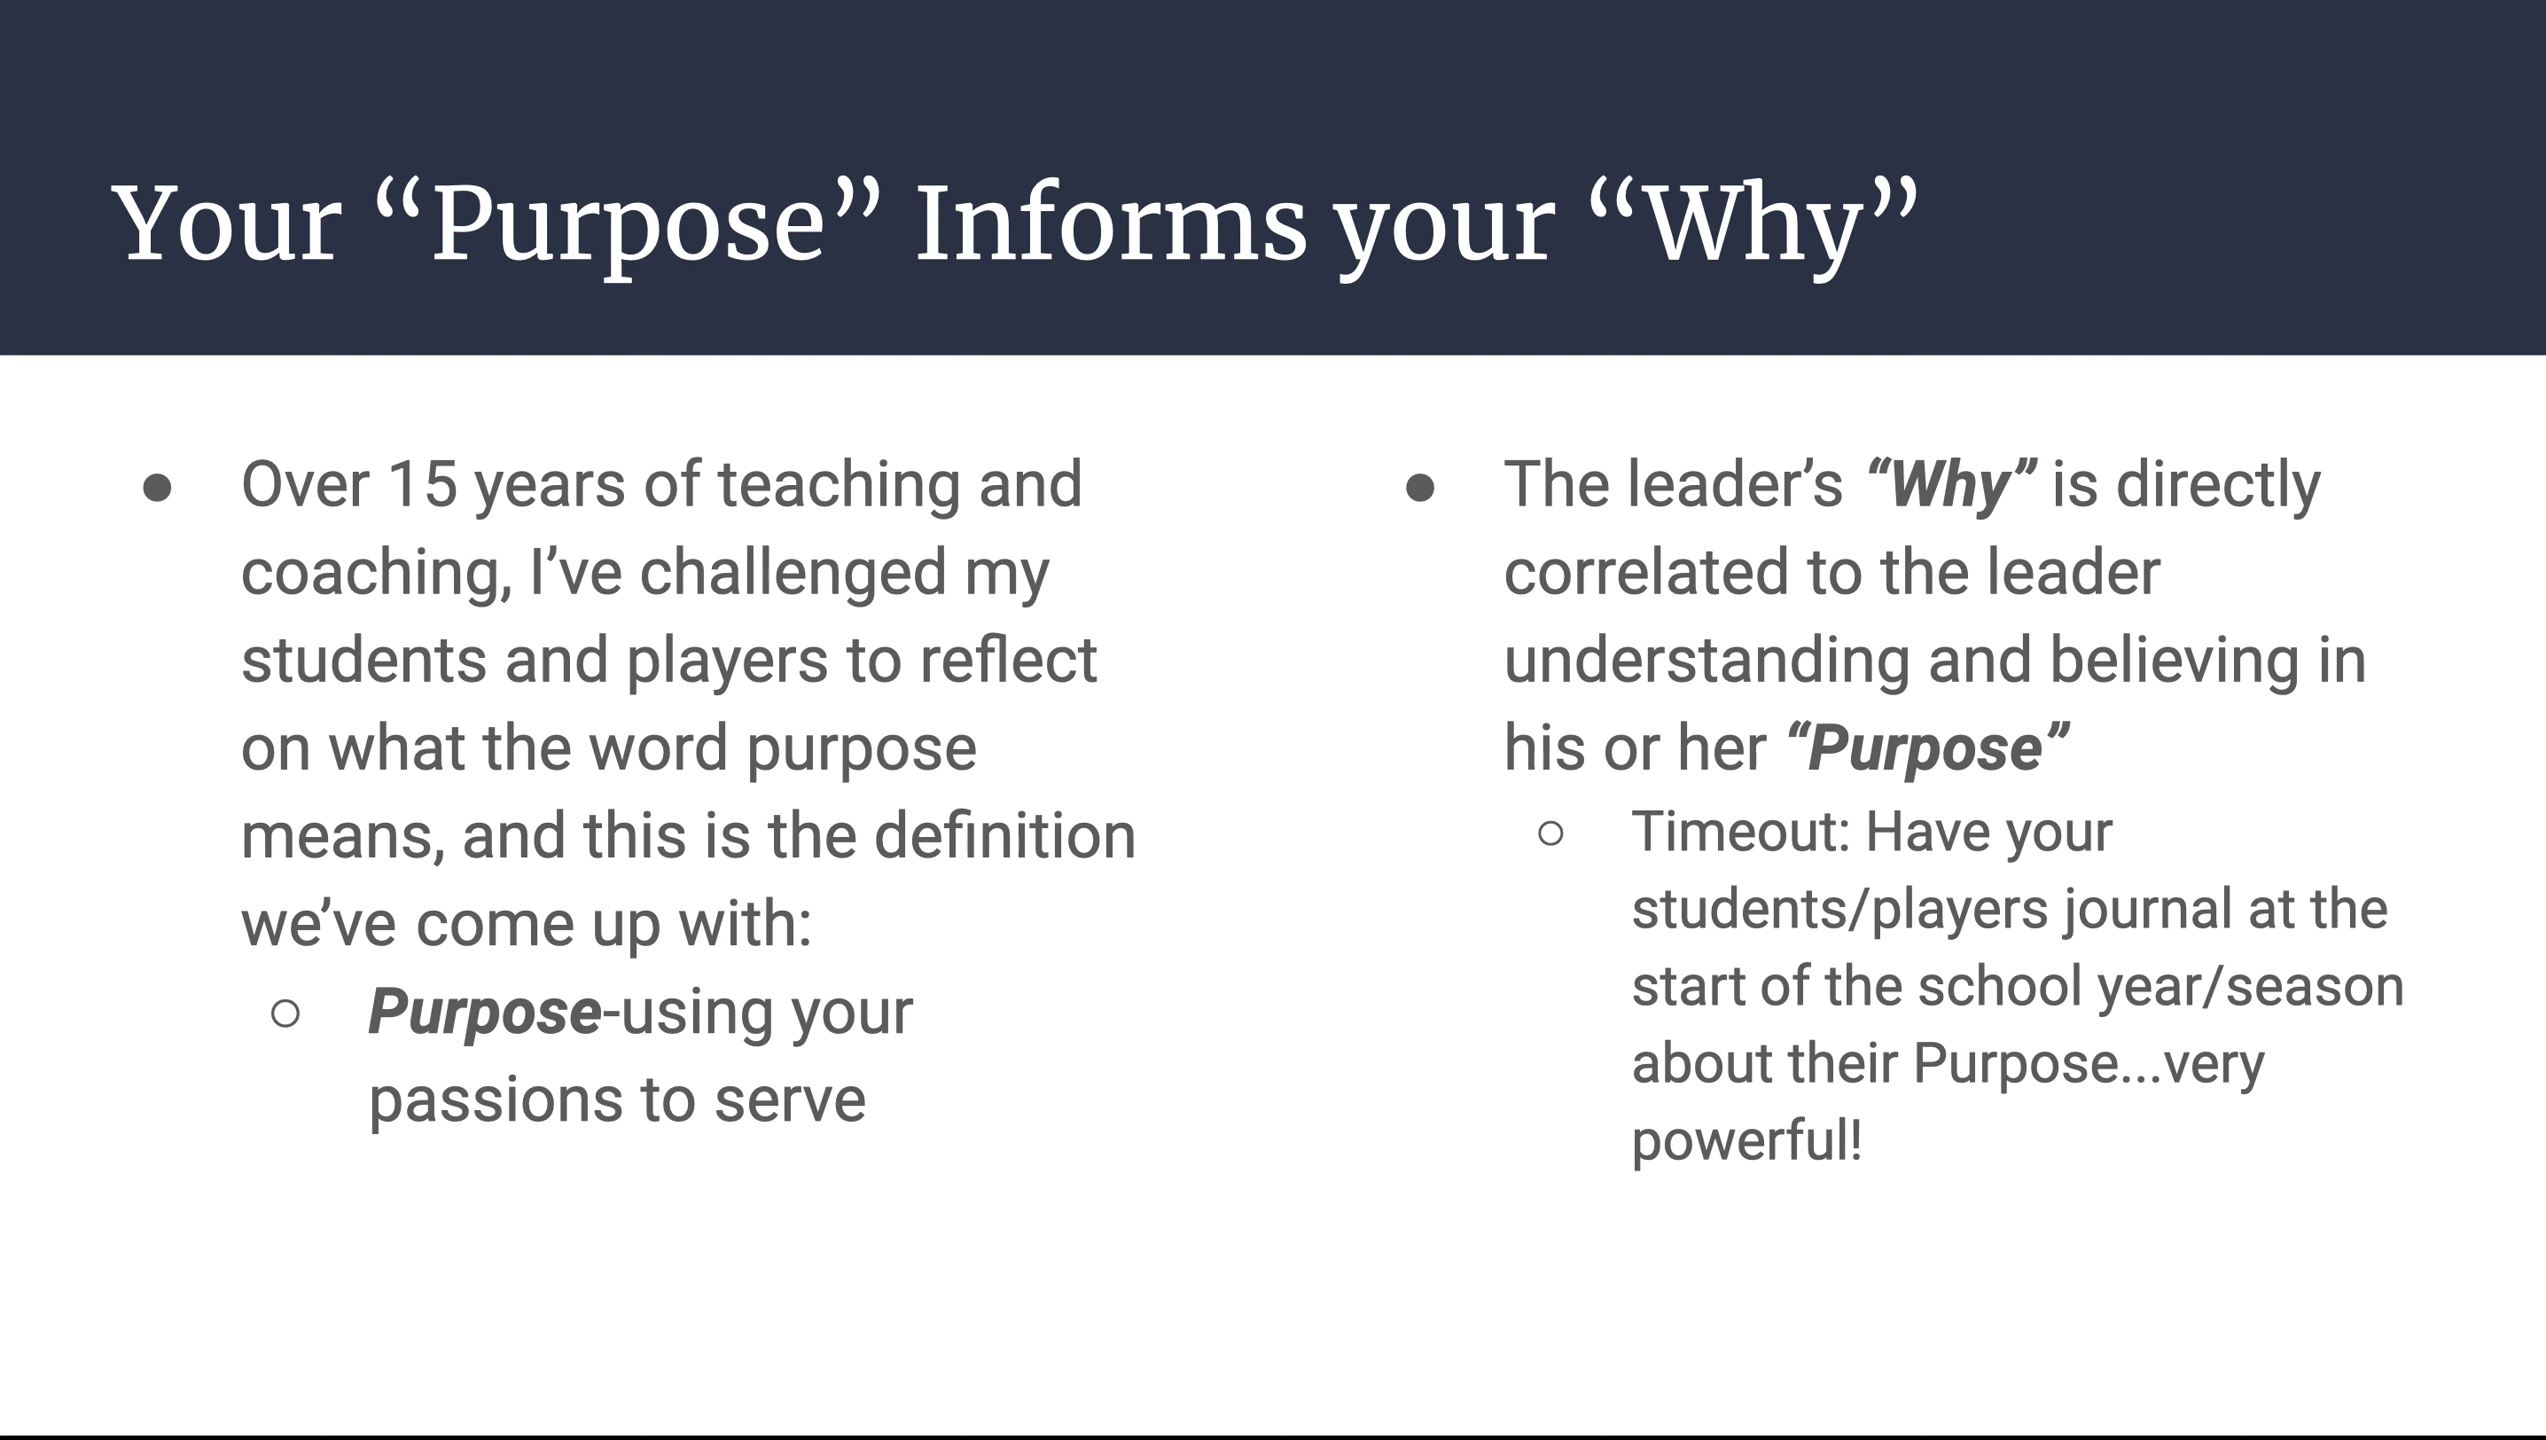 Your “Purpose” Informs your “Why”
● Over 15 years of teaching and
coaching, I’ve challenged my
students and players to reflect
on what the word purpose
means, and this is the definition
we’ve come up with:
○ Purpose-using your
passions to serve
● The leader’s “Why” is directly
correlated to the leader
understanding and believing in
his or her “Purpose”
○ Timeout: Have your
students/players journal at the
start of the school year/season
about their Purpose...very
powerful!